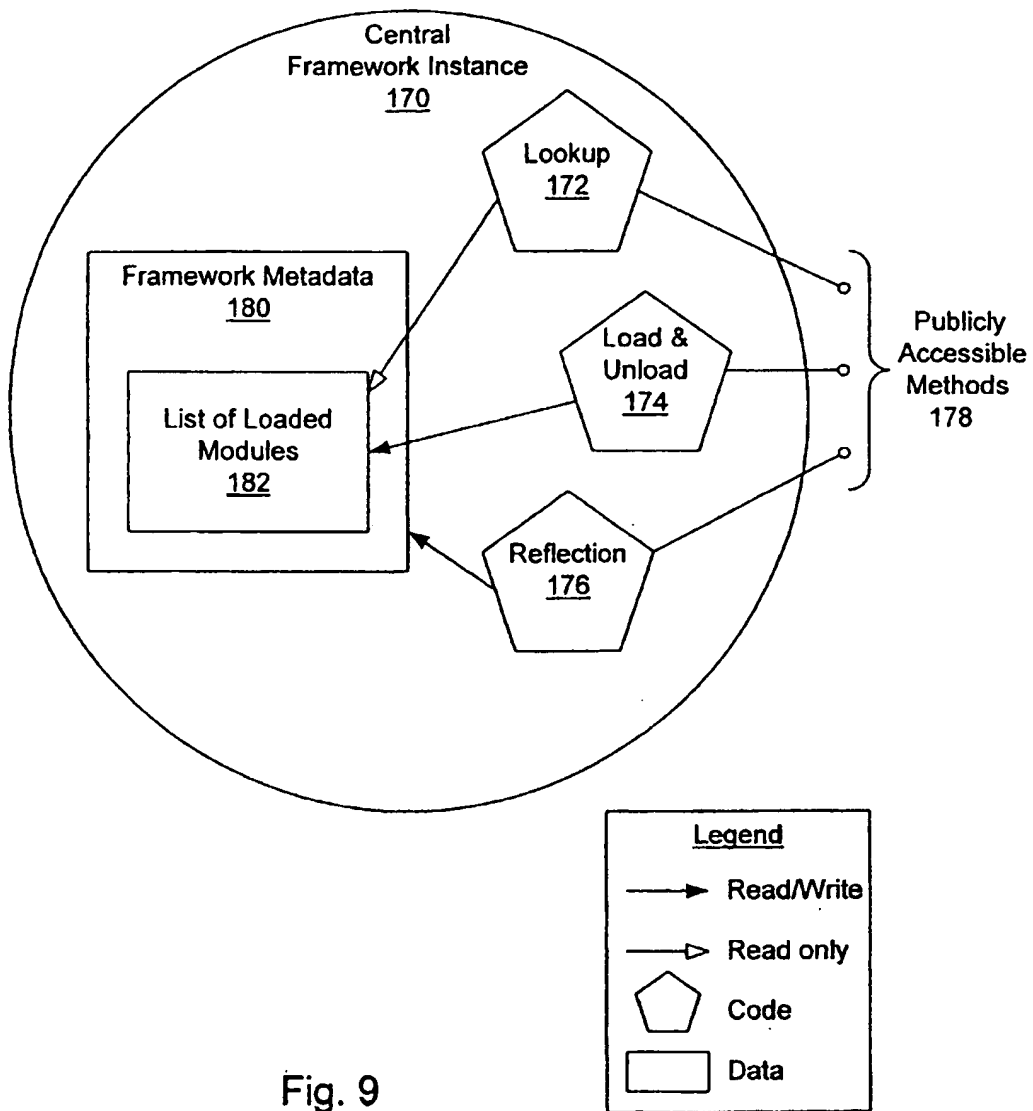 Central
Framework Instance
170
Lookup
172
Framework Metadata
180
Load &
Unload
174
Publicly
Accessible
Methods
178
List of Loaded
Modules
182
Reflection
176
Legend
Read/Write
Read only
Code
Data
Fig. 9